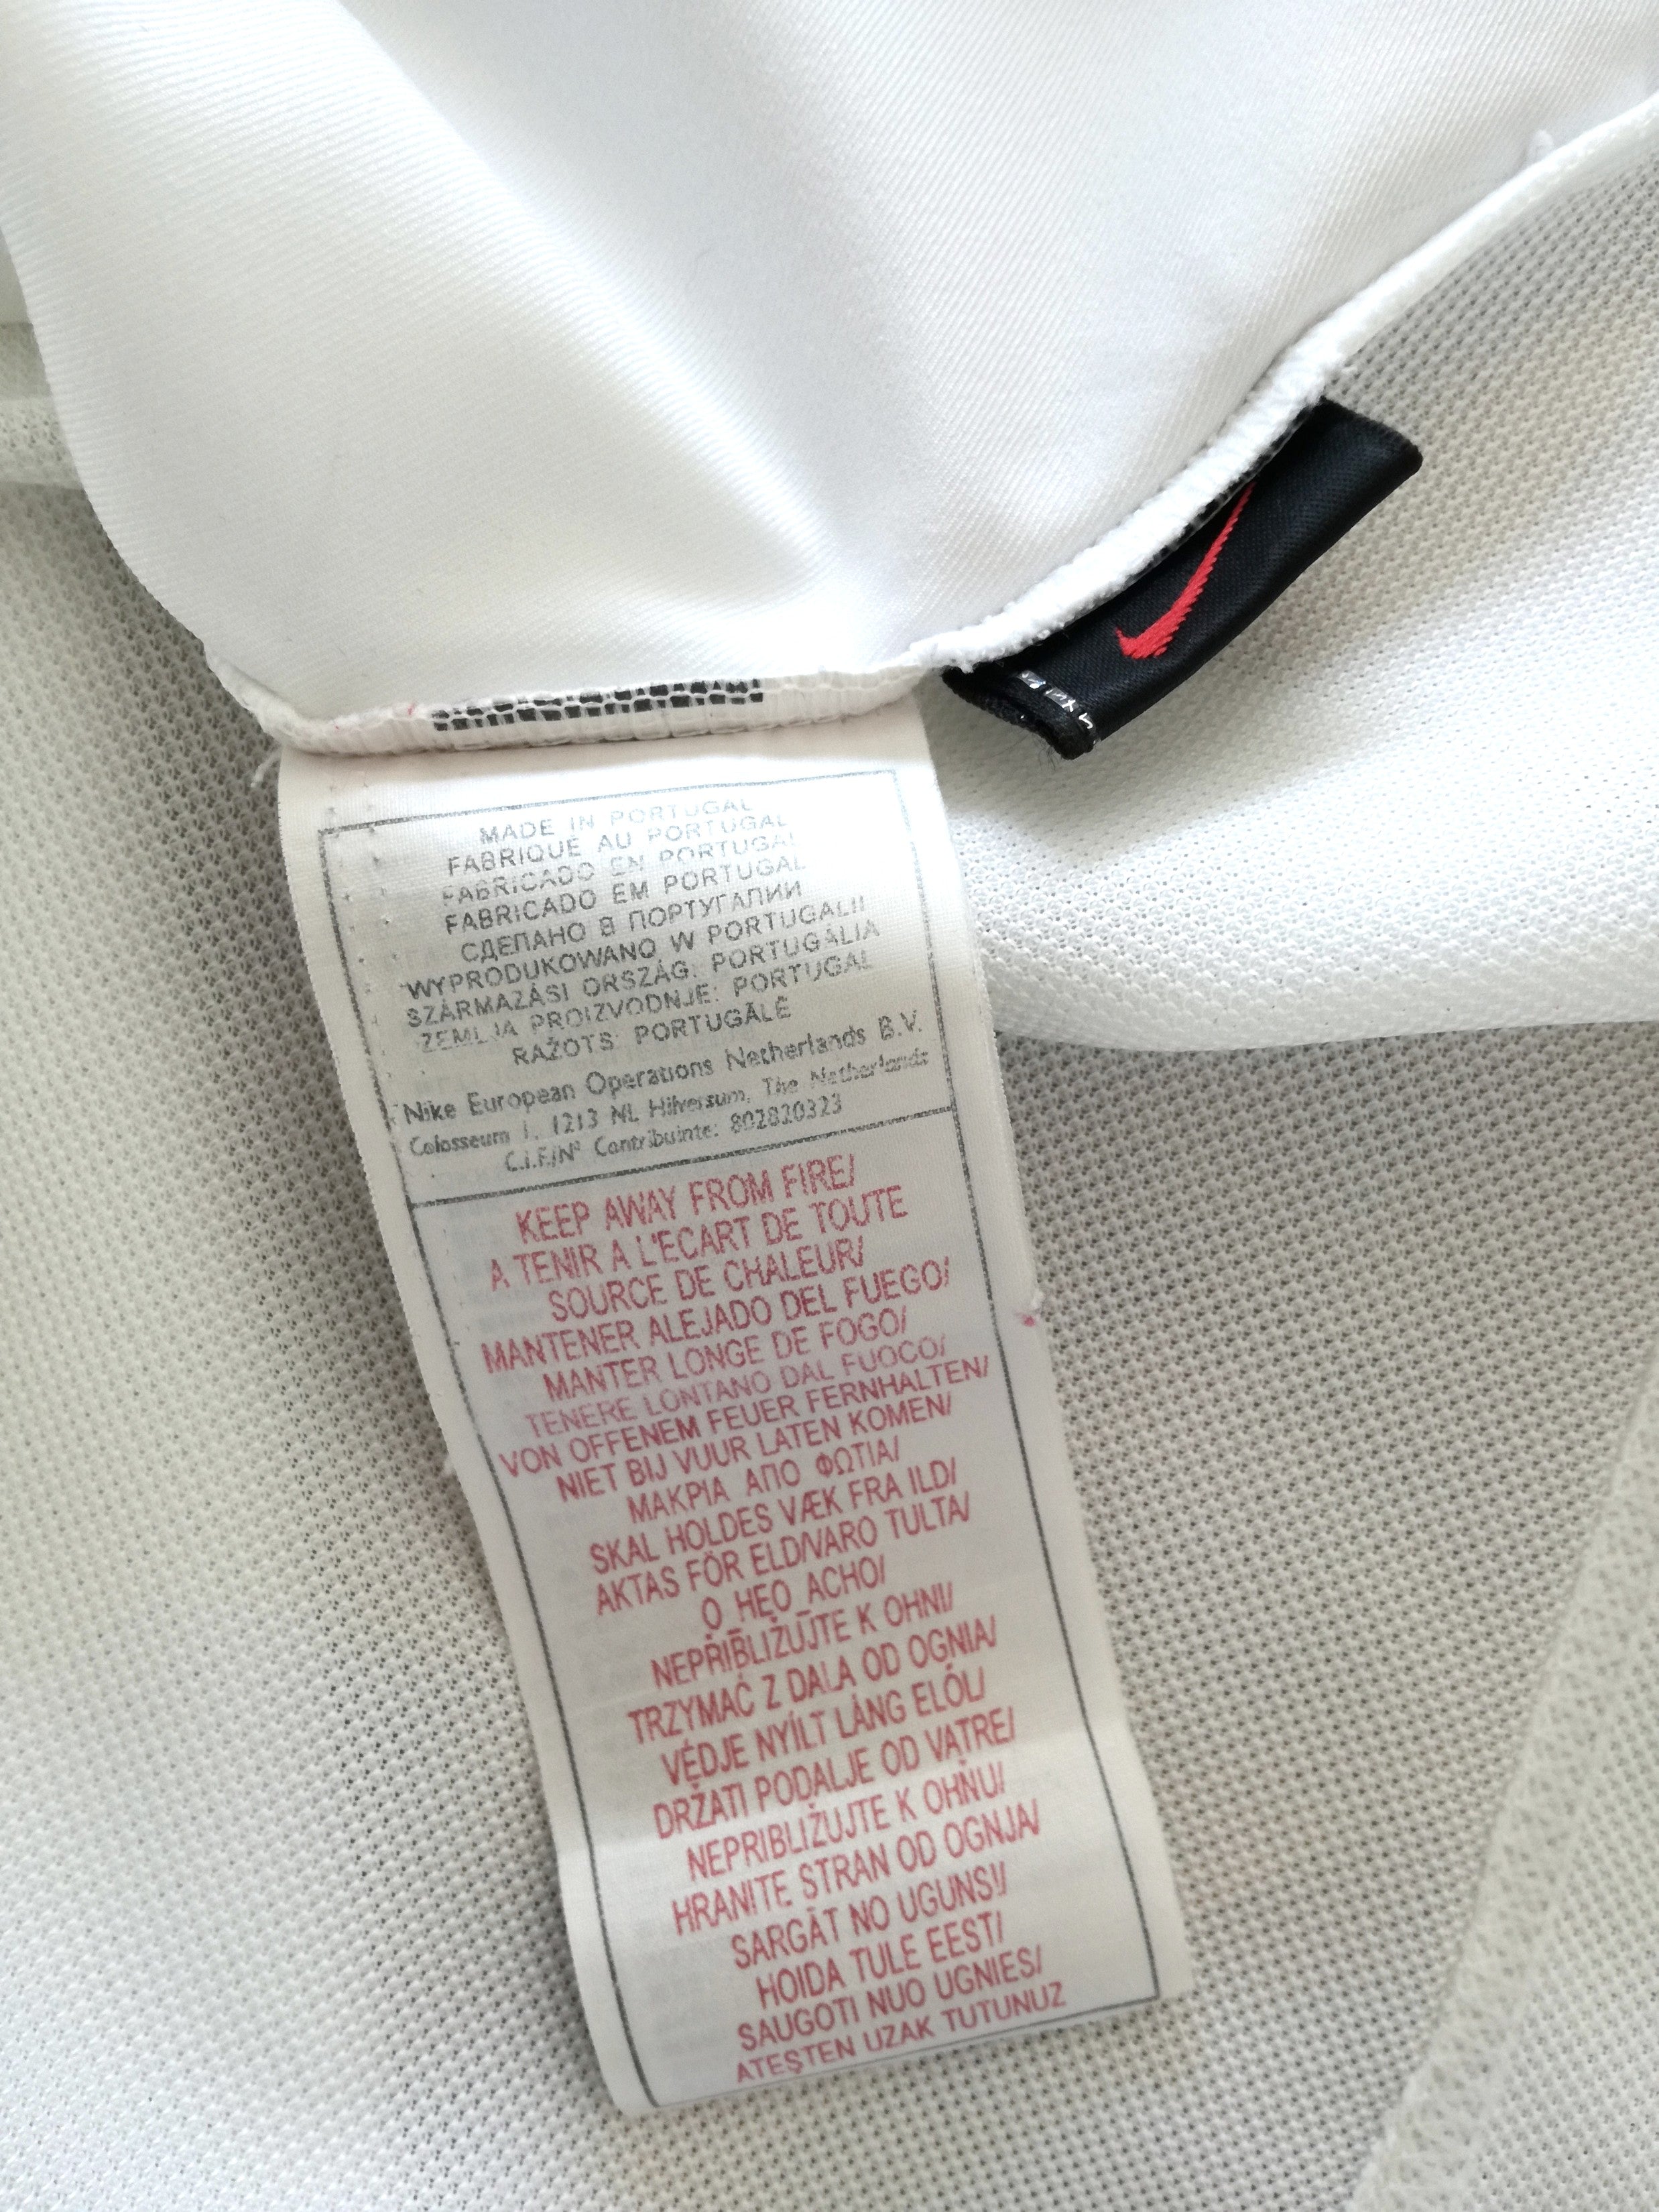 MADE IN PORTUGAL
FABRIQUÉ AU PORTUGAL
FABRICADO EN PORTUGAL
FABRICADO EM PORTUGAL
СДЕЛАНО В ПОРТУГАЛИИ
WYPRODUKOWANO W PORTUGALII
SZÁRMAZÁSI ORSZÁG: PORTUGÁLIA
ZEMLJA PROIZVODNJE: PORTUGAL
RAŽOTS: PORTUGĀLĒ
Nike European Operations Netherlands B.V.
Colosseum 1, 1213 NL Hilversum, The Netherlands
C.I.F./Nº Contribuinte: 802820323
KEEP AWAY FROM FIRE/
A TENIR A L'ECART DE TOUTE
SOURCE DE CHALEUR/
MANTENER ALEJADO DEL FUEGO/
MANTER LONGE DE FOGO/
TENERE LONTANO DAL FUOCO/
VON OFFENEM FEUER FERNHALTEN/
NIET BIJ VUUR LATEN KOMEN/
ΜΑΚΡΙΑ ΑΠΟ ΦΩΤΙΑ/
SKAL HOLDES VÆK FRA ILD/
AKTAS FÖR ELD/VARO TULTA/
O HEO ACHO/
NEPŘIBLIŽUJTE K OHNI/
TRZYMAĆ Z DALA OD OGNIA/
VÉDJE NYÍLT LÁNG ELŐL/
DRŽATI PODALJE OD VATRE/
NEPRIBLIŽUJTE K OHŇU/
HRANITE STRAN OD OGNJA/
SARGĀT NO UGUNS!/
HOIDA TULE EEST/
SAUGOTI NUO UGNIES/
ATEŞTEN UZAK TUTUNUZ